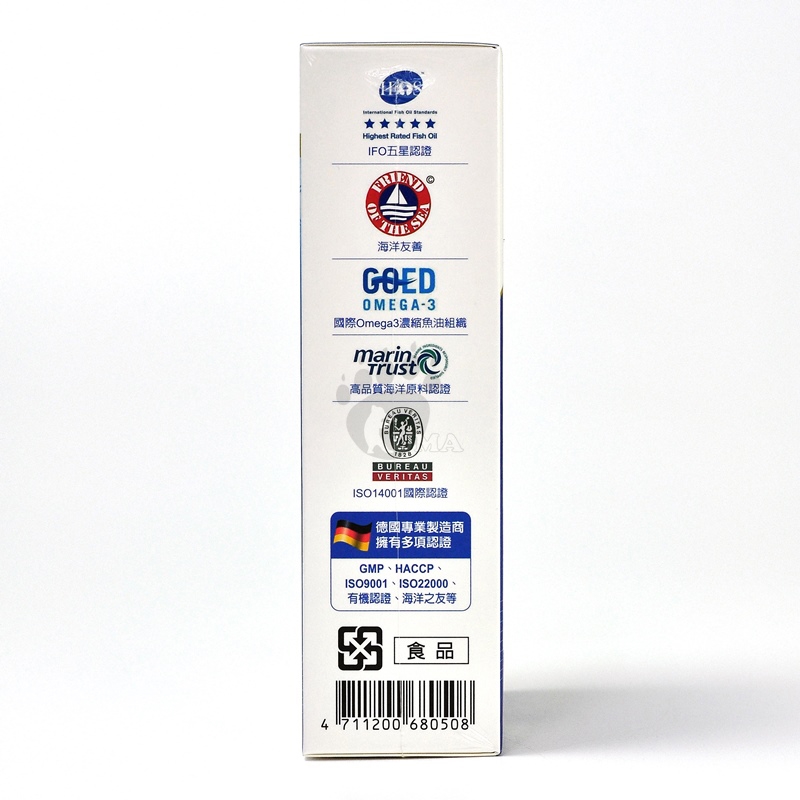 IFOS
International Fish Oil Standards
Highest Rated Fish Oil
IFO五星認證
FRIEND OF THE SEA ©
海洋友善
GOED
OMEGA-3
國際Omega3濃縮魚油組織
marin
Trust
高品質海洋原料認證
BUREAU VERITAS
1828
BUREAU
VERITAS
ISO14001國際認證
德國專業製造商
擁有多項認證
GMP、HACCP、
ISO9001、ISO22000、
有機認證、海洋之友等
食品
4 711200 680508